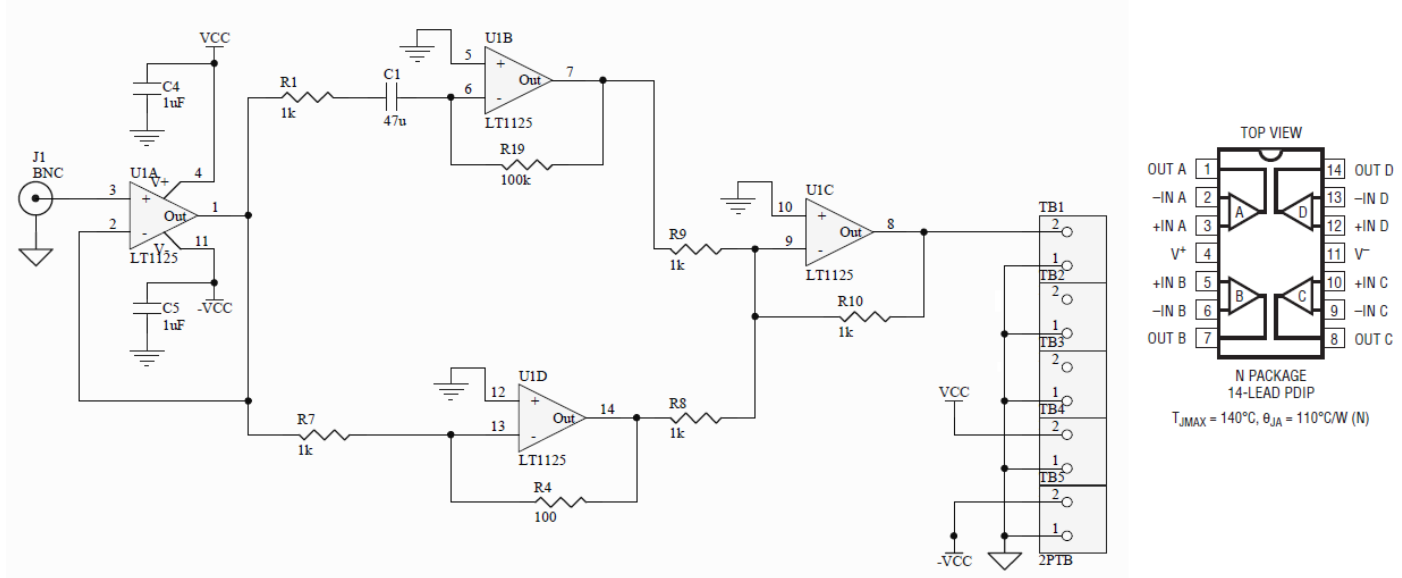 VCC
C4
1uF
J1
BNC
U1A
V+
4
3
+
Out
1
2
-
V-
11
LT1125
C5
1uF
-VCC
R1
1k
C1
47u
U1B
5
+
Out
7
6
-
LT1125
R19
100k
R7
1k
U1D
12
+
Out
14
13
-
LT1125
R4
100
R9
1k
R8
1k
U1C
10
+
Out
8
9
-
LT1125
R10
1k
TB1
2
1
TB2
2
1
TB3
2
1
TB4
2
1
TB5
2
1
2PTB
VCC
-VCC
TOP VIEW
OUT A 1 14 OUT D
–IN A 2 13 –IN D
A D
+IN A 3 12 +IN D
V+ 4 11 V–
+IN B 5 10 +IN C
B C
–IN B 6 9 –IN C
OUT B 7 8 OUT C
N PACKAGE
14-LEAD PDIP
TJMAX = 140°C, θJA = 110°C/W (N)